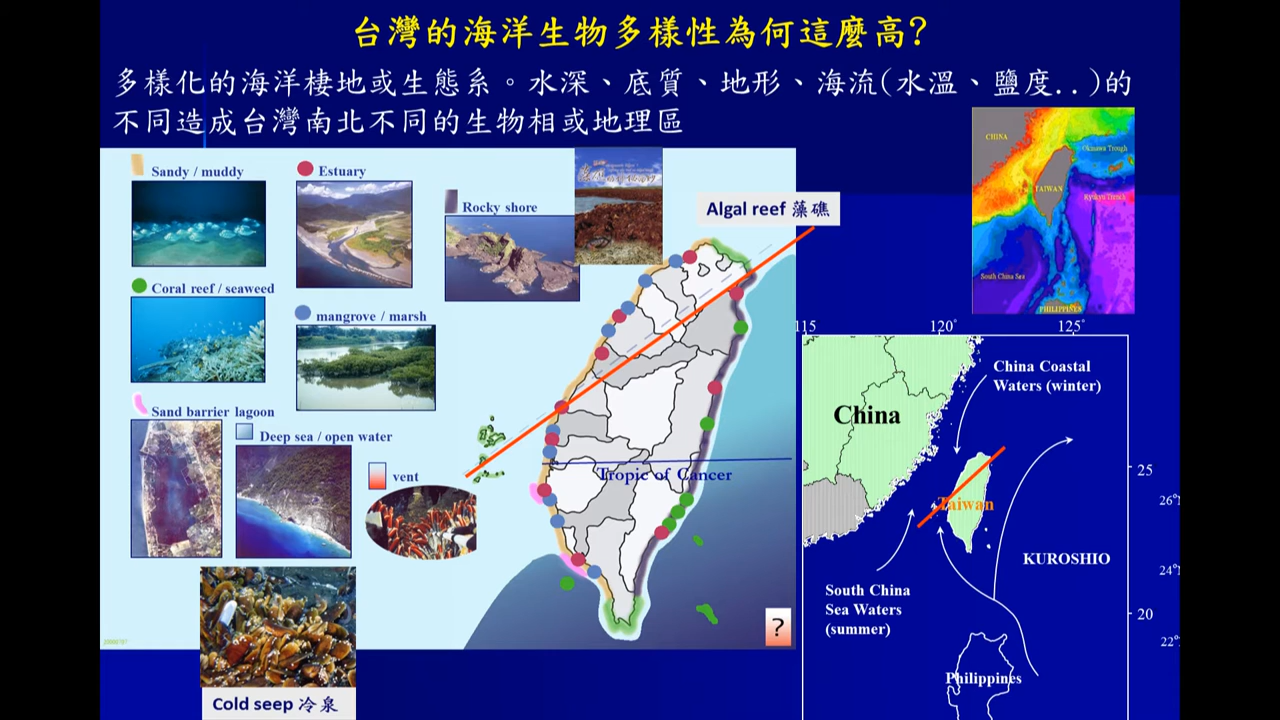 台灣的海洋生物多樣性為何這麼高?
多樣化的海洋棲地或生態系。水深、底質、地形、海流(水溫、鹽度..)的
不同造成台灣南北不同的生物相或地理區
Sandy / muddy
Estuary
Rocky shore
Algal reef 藻礁
Coral reef / seaweed
mangrove / marsh
Sand barrier lagoon
Deep sea / open water
vent
Tropic of Cancer
?
Cold seep 冷泉
CHINA
Okinawa Trough
TAIWAN
Ryukyu Trench
South China Sea
PHILIPPINES
115
120°
125°
China Coastal
Waters (winter)
China
25
26°
Taiwan
KUROSHIO
24°
South China
Sea Waters
(summer)
20
22°
Philippines